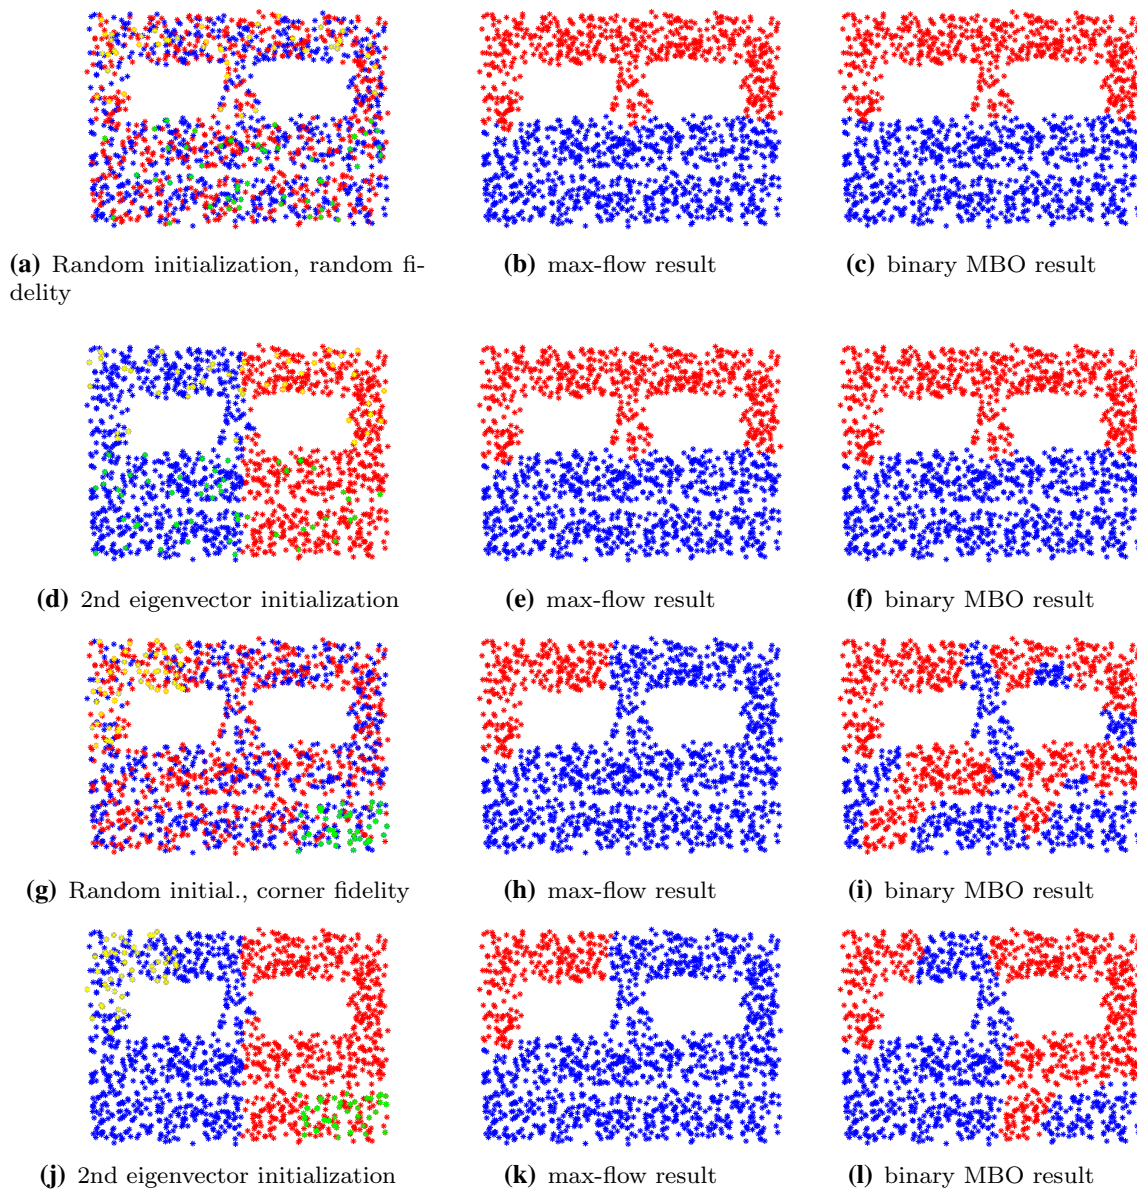 (a) Random initialization, random fi-
delity
(b) max-flow result
(c) binary MBO result
(d) 2nd eigenvector initialization
(e) max-flow result
(f) binary MBO result
(g) Random initial., corner fidelity
(h) max-flow result
(i) binary MBO result
(j) 2nd eigenvector initialization
(k) max-flow result
(l) binary MBO result